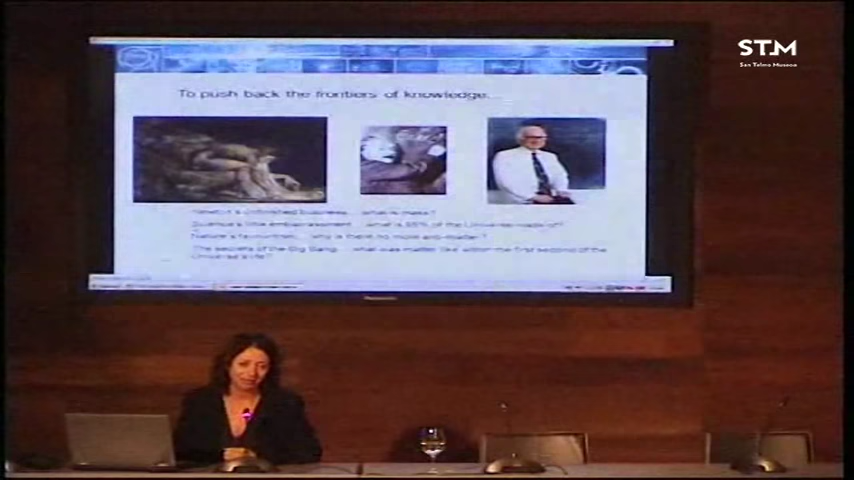 STM
San Telmo Museoa
To push back the frontiers of knowledge...
Newton's unfinished business... what is mass?
Science's little embarrassment... what is 96% of the Universe made of?
Nature's favouritism... why is there no more anti-matter?
The secrets of the Big Bang... what was matter like within the first second of the
Universe's life?
Panasonic